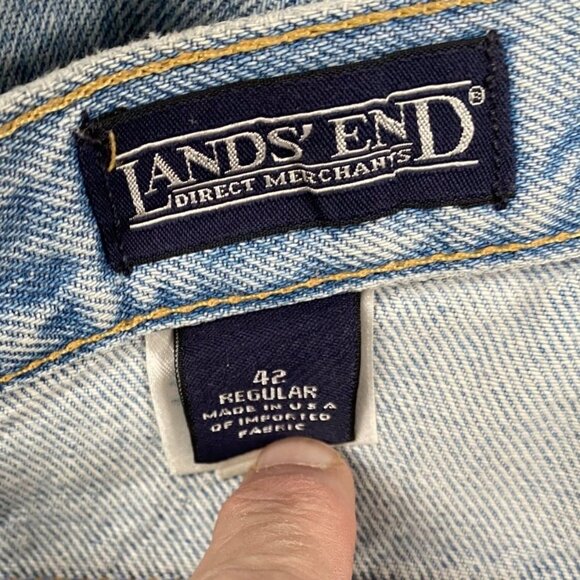 LANDS' END®
DIRECT MERCHANTS
42
REGULAR
MADE IN U S A
OF IMPORTED
FABRIC